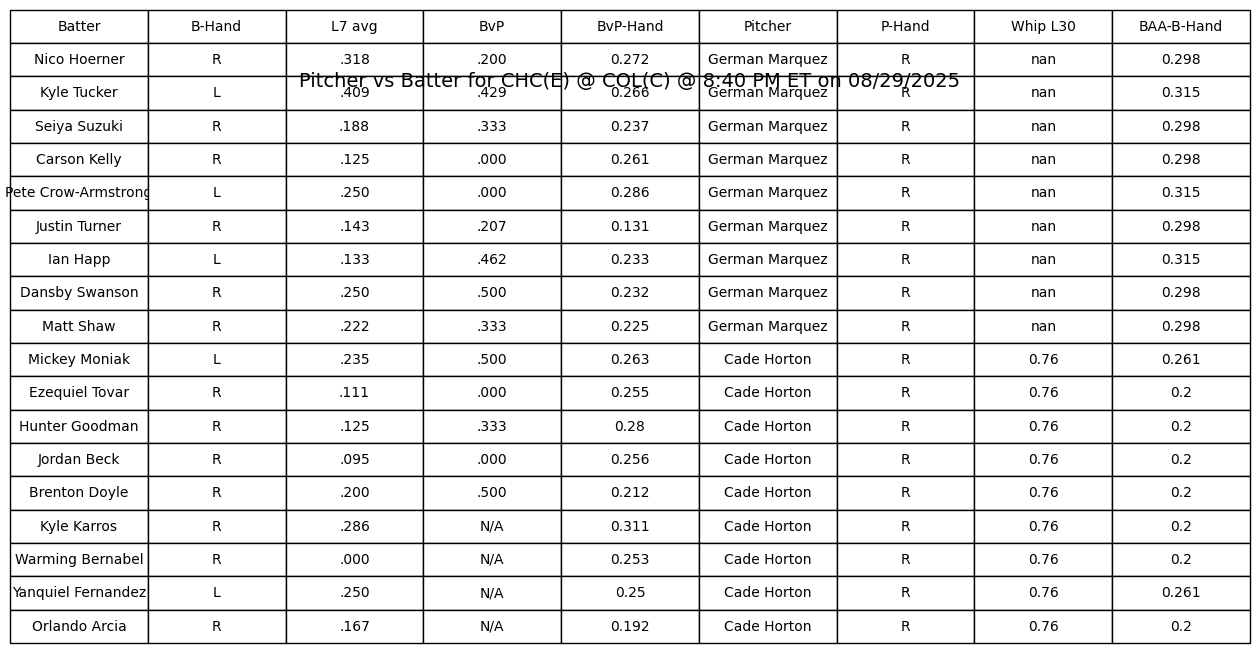 Batter B-Hand L7 avg BvP BvP-Hand Pitcher P-Hand Whip L30 BAA-B-Hand
Nico Hoerner R .318 .200 0.272 German Marquez R nan 0.298
Pitcher vs Batter for CHC(E) @ COL(C) @ 8:40 PM ET on 08/29/2025
Kyle Tucker L .409 .429 0.266 German Marquez R nan 0.315
Seiya Suzuki R .188 .333 0.237 German Marquez R nan 0.298
Carson Kelly R .125 .000 0.261 German Marquez R nan 0.298
Pete Crow-Armstrong L .250 .000 0.286 German Marquez R nan 0.315
Justin Turner R .143 .207 0.131 German Marquez R nan 0.298
Ian Happ L .133 .462 0.233 German Marquez R nan 0.315
Dansby Swanson R .250 .500 0.232 German Marquez R nan 0.298
Matt Shaw R .222 .333 0.225 German Marquez R nan 0.298
Mickey Moniak L .235 .500 0.263 Cade Horton R 0.76 0.261
Ezequiel Tovar R .111 .000 0.255 Cade Horton R 0.76 0.2
Hunter Goodman R .125 .333 0.28 Cade Horton R 0.76 0.2
Jordan Beck R .095 .000 0.256 Cade Horton R 0.76 0.2
Brenton Doyle R .200 .500 0.212 Cade Horton R 0.76 0.2
Kyle Karros R .286 N/A 0.311 Cade Horton R 0.76 0.2
Warming Bernabel R .000 N/A 0.253 Cade Horton R 0.76 0.2
Yanquiel Fernandez L .250 N/A 0.25 Cade Horton R 0.76 0.261
Orlando Arcia R .167 N/A 0.192 Cade Horton R 0.76 0.2